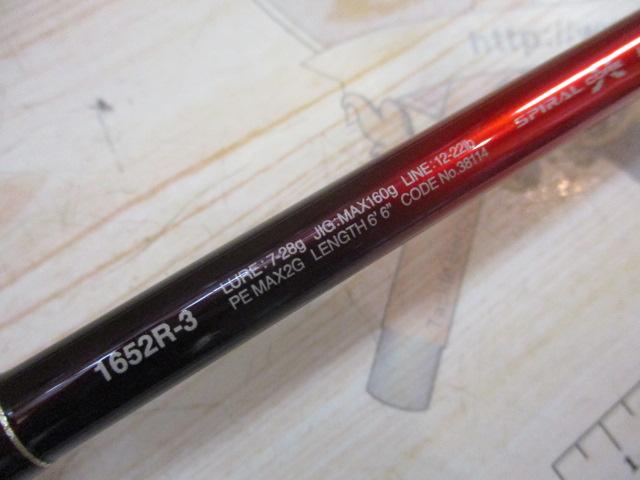 1652R-3
LURE:7-28g JIG:MAX160g LINE:12-22lb
PE MAX2G LENGTH 6'6" CODE No.38114
SPIRAL X
http://w